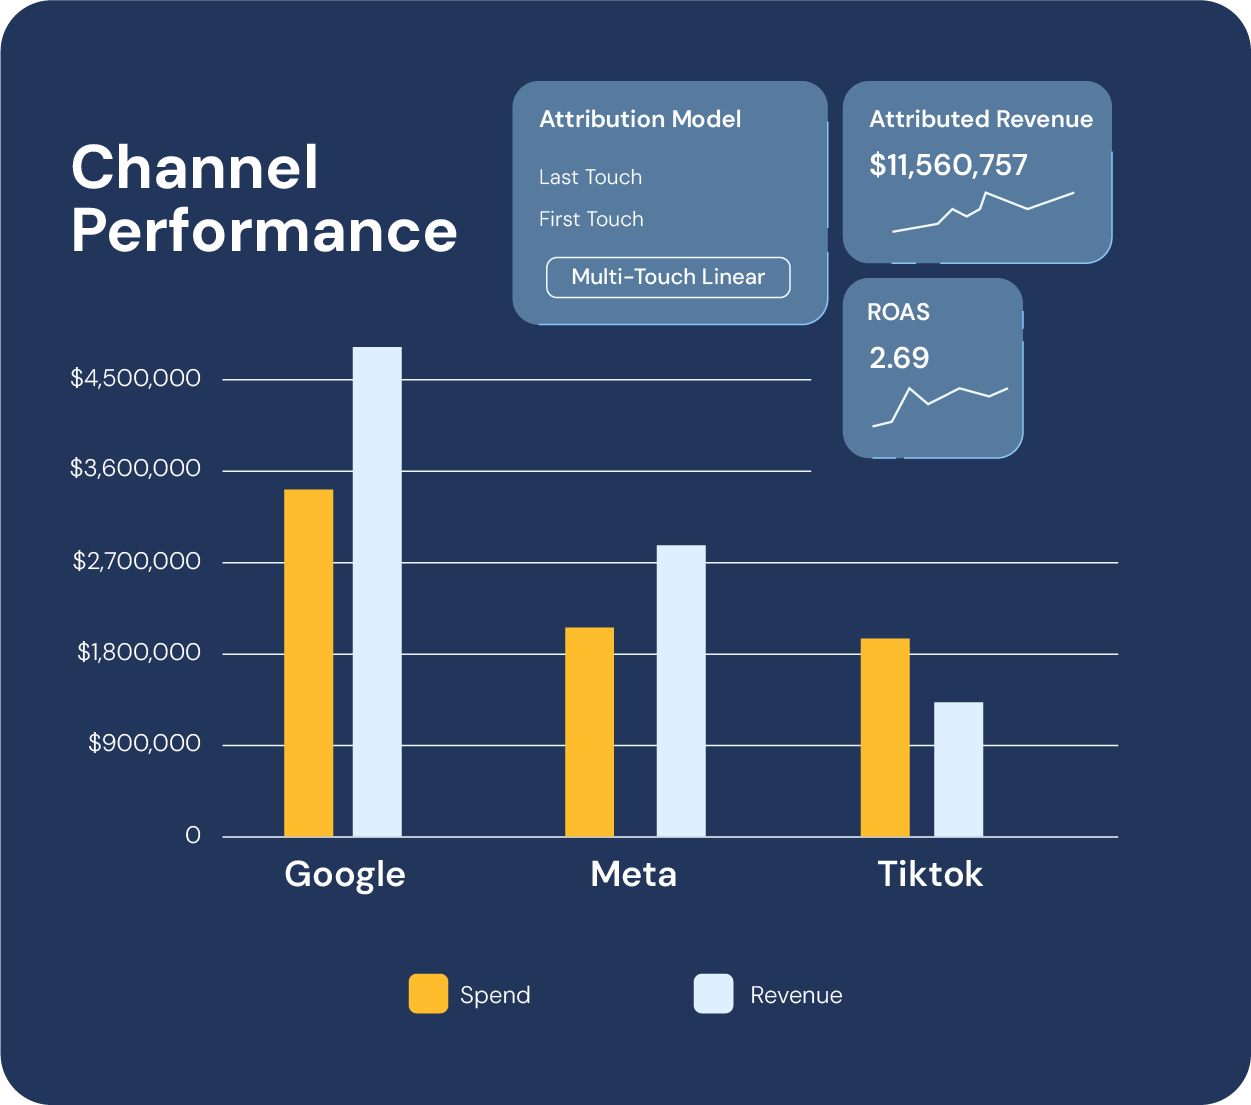 Channel
Performance
Attribution Model
Last Touch
First Touch
Multi-Touch Linear
Attributed Revenue
$11,560,757
ROAS
2.69
$4,500,000
$3,600,000
$2,700,000
$1,800,000
$900,000
0
Google
Meta
Tiktok
Spend
Revenue